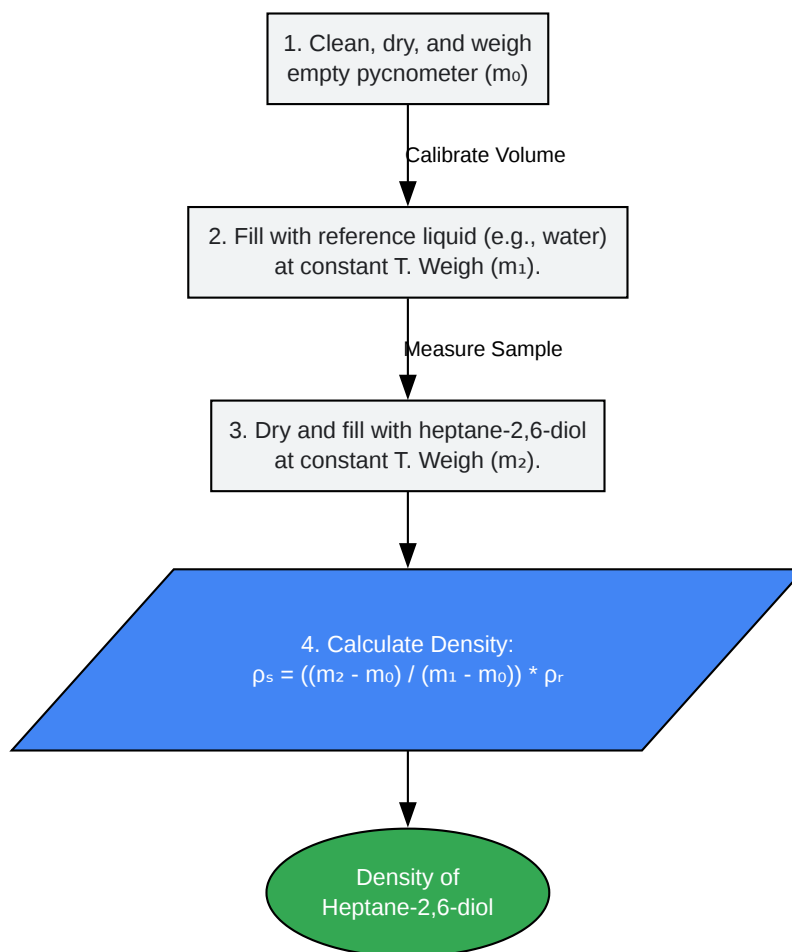 1. Clean, dry, and weigh
empty pycnometer (m₀)
Calibrate Volume
2. Fill with reference liquid (e.g., water)
at constant T. Weigh (m₁).
Measure Sample
3. Dry and fill with heptane-2,6-diol
at constant T. Weigh (m₂).
4. Calculate Density:
ρₛ = ((m₂ - m₀) / (m₁ - m₀)) * ρᵣ
Density of
Heptane-2,6-diol